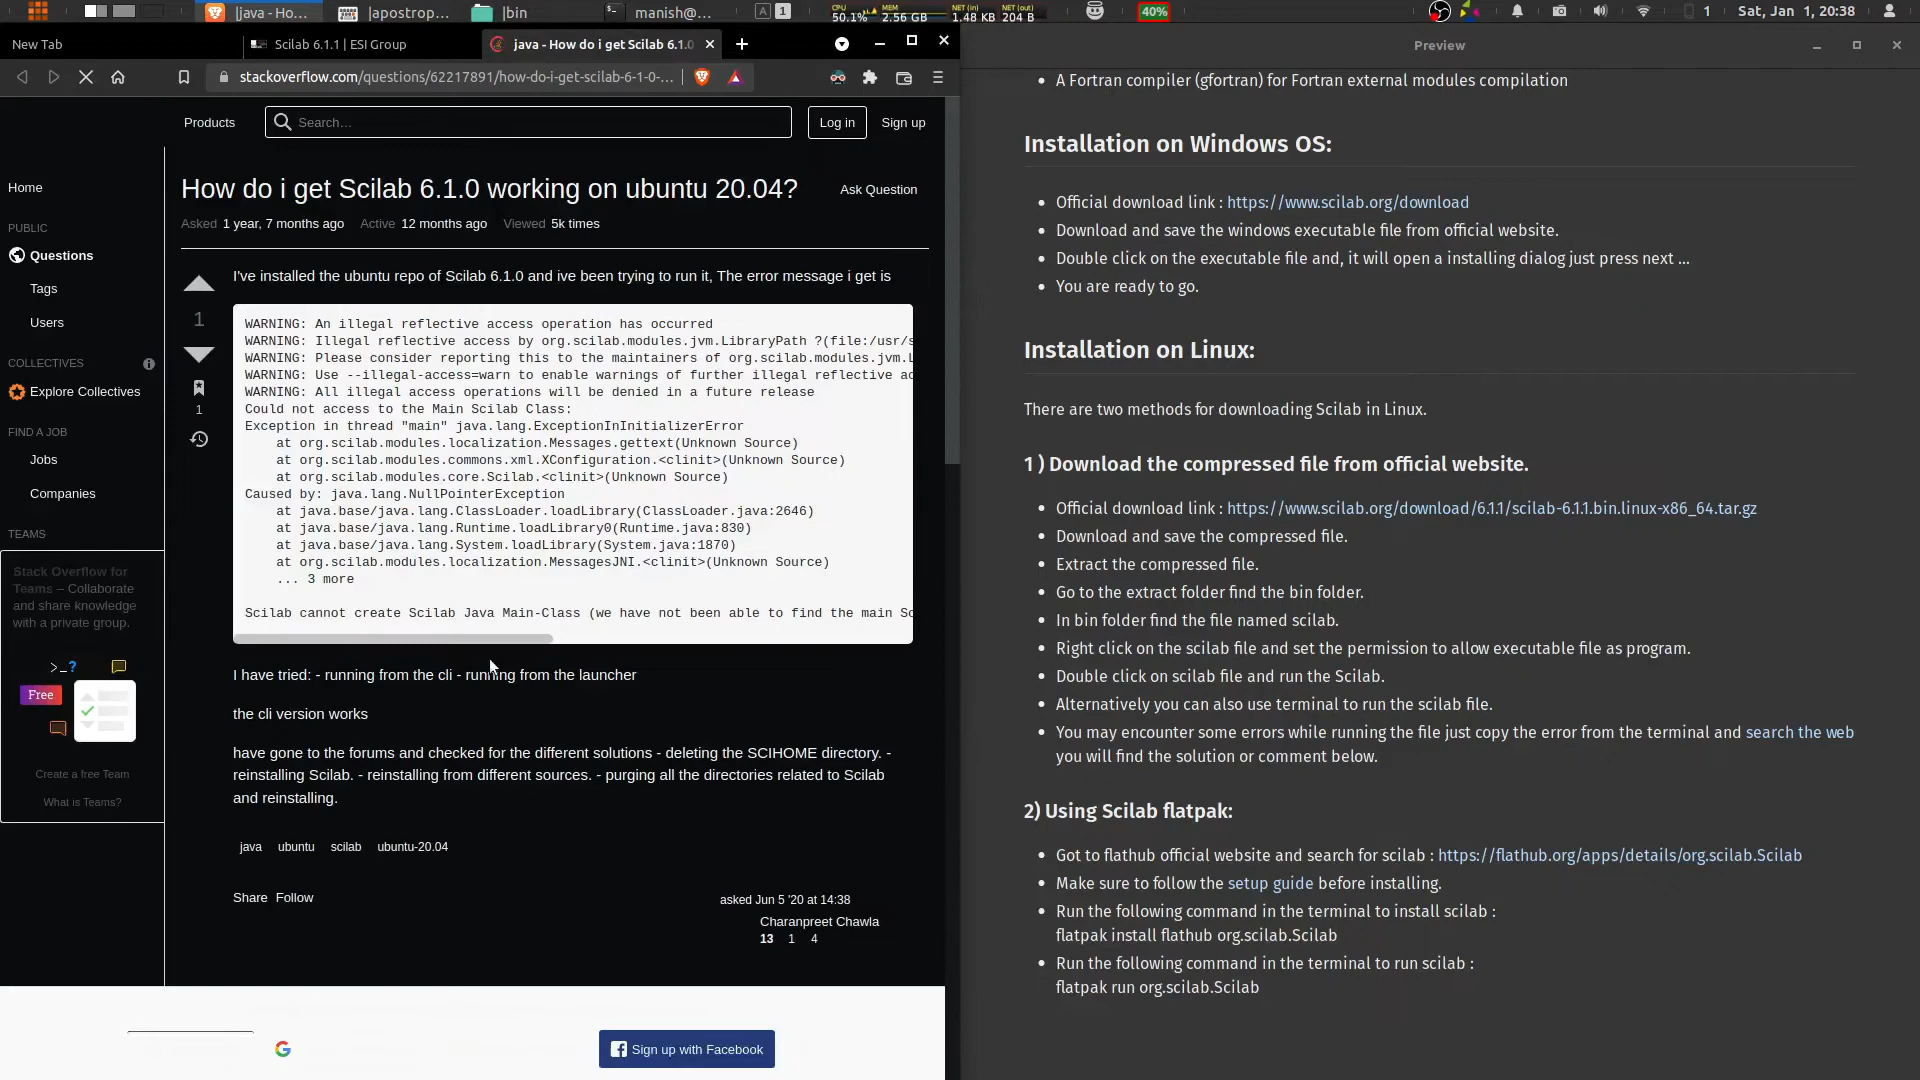 |java - Ho...
|apostrop...
|bin
manish@...
A 1
CPU 50.1%
MEM 2.56 GB
NET (in) 1.48 KB
NET (out) 204 B
40%
1
Sat, Jan 1, 20:38
New Tab
Scilab 6.1.1 | ESI Group
java - How do i get Scilab 6.1.0
stackoverflow.com/questions/62217891/how-do-i-get-scilab-6-1-0-...
Products
Search…
Log in
Sign up
Home
PUBLIC
Questions
Tags
Users
COLLECTIVES
Explore Collectives
FIND A JOB
Jobs
Companies
TEAMS
Stack Overflow for
Teams – Collaborate
and share knowledge
with a private group.
>_?
Free
Create a free Team
What is Teams?
How do i get Scilab 6.1.0 working on ubuntu 20.04?
Ask Question
Asked 1 year, 7 months ago Active 12 months ago Viewed 5k times
1
1
I've installed the ubuntu repo of Scilab 6.1.0 and ive been trying to run it, The error message i get is
WARNING: An illegal reflective access operation has occurred
WARNING: Illegal reflective access by org.scilab.modules.jvm.LibraryPath ?(file:/usr/s
WARNING: Please consider reporting this to the maintainers of org.scilab.modules.jvm.L
WARNING: Use --illegal-access=warn to enable warnings of further illegal reflective ac
WARNING: All illegal access operations will be denied in a future release
Could not access to the Main Scilab Class:
Exception in thread "main" java.lang.ExceptionInInitializerError
at org.scilab.modules.localization.Messages.gettext(Unknown Source)
at org.scilab.modules.commons.xml.XConfiguration.<clinit>(Unknown Source)
at org.scilab.modules.core.Scilab.<clinit>(Unknown Source)
Caused by: java.lang.NullPointerException
at java.base/java.lang.ClassLoader.loadLibrary(ClassLoader.java:2646)
at java.base/java.lang.Runtime.loadLibrary0(Runtime.java:830)
at java.base/java.lang.System.loadLibrary(System.java:1870)
at org.scilab.modules.localization.MessagesJNI.<clinit>(Unknown Source)
... 3 more
Scilab cannot create Scilab Java Main-Class (we have not been able to find the main Sc
I have tried: - running from the cli - running from the launcher
the cli version works
have gone to the forums and checked for the different solutions - deleting the SCIHOME directory. -
reinstalling Scilab. - reinstalling from different sources. - purging all the directories related to Scilab
and reinstalling.
java ubuntu scilab ubuntu-20.04
Share Follow
asked Jun 5 '20 at 14:38
Charanpreet Chawla
13 1 4
Sign up with Facebook
Preview
A Fortran compiler (gfortran) for Fortran external modules compilation
Installation on Windows OS:
Official download link : https://www.scilab.org/download
Download and save the windows executable file from official website.
Double click on the executable file and, it will open a installing dialog just press next ...
You are ready to go.
Installation on Linux:
There are two methods for downloading Scilab in Linux.
1 ) Download the compressed file from official website.
Official download link : https://www.scilab.org/download/6.1.1/scilab-6.1.1.bin.linux-x86_64.tar.gz
Download and save the compressed file.
Extract the compressed file.
Go to the extract folder find the bin folder.
In bin folder find the file named scilab.
Right click on the scilab file and set the permission to allow executable file as program.
Double click on scilab file and run the Scilab.
Alternatively you can also use terminal to run the scilab file.
You may encounter some errors while running the file just copy the error from the terminal and search the web
you will find the solution or comment below.
2) Using Scilab flatpak:
Got to flathub official website and search for scilab : https://flathub.org/apps/details/org.scilab.Scilab
Make sure to follow the setup guide before installing.
Run the following command in the terminal to install scilab :
flatpak install flathub org.scilab.Scilab
Run the following command in the terminal to run scilab :
flatpak run org.scilab.Scilab